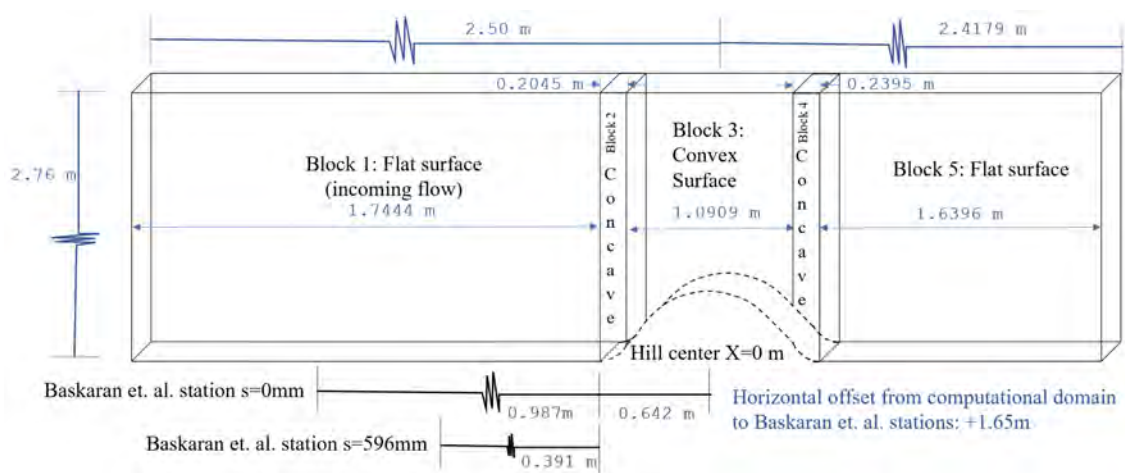 2.50 m
2.4179 m
0.2045 m
0.2395 m
2.76 m
Block 1: Flat surface
(incoming flow)
1.7444 m
Block 2
Concave
Block 3:
Convex
Surface
1.0909 m
Block 4
Concave
Block 5: Flat surface
1.6396 m
Hill center X=0 m
Baskaran et. al. station s=0mm
0.987m
0.642 m
Horizontal offset from computational domain
to Baskaran et. al. stations: +1.65m
Baskaran et. al. station s=596mm
0.391 m